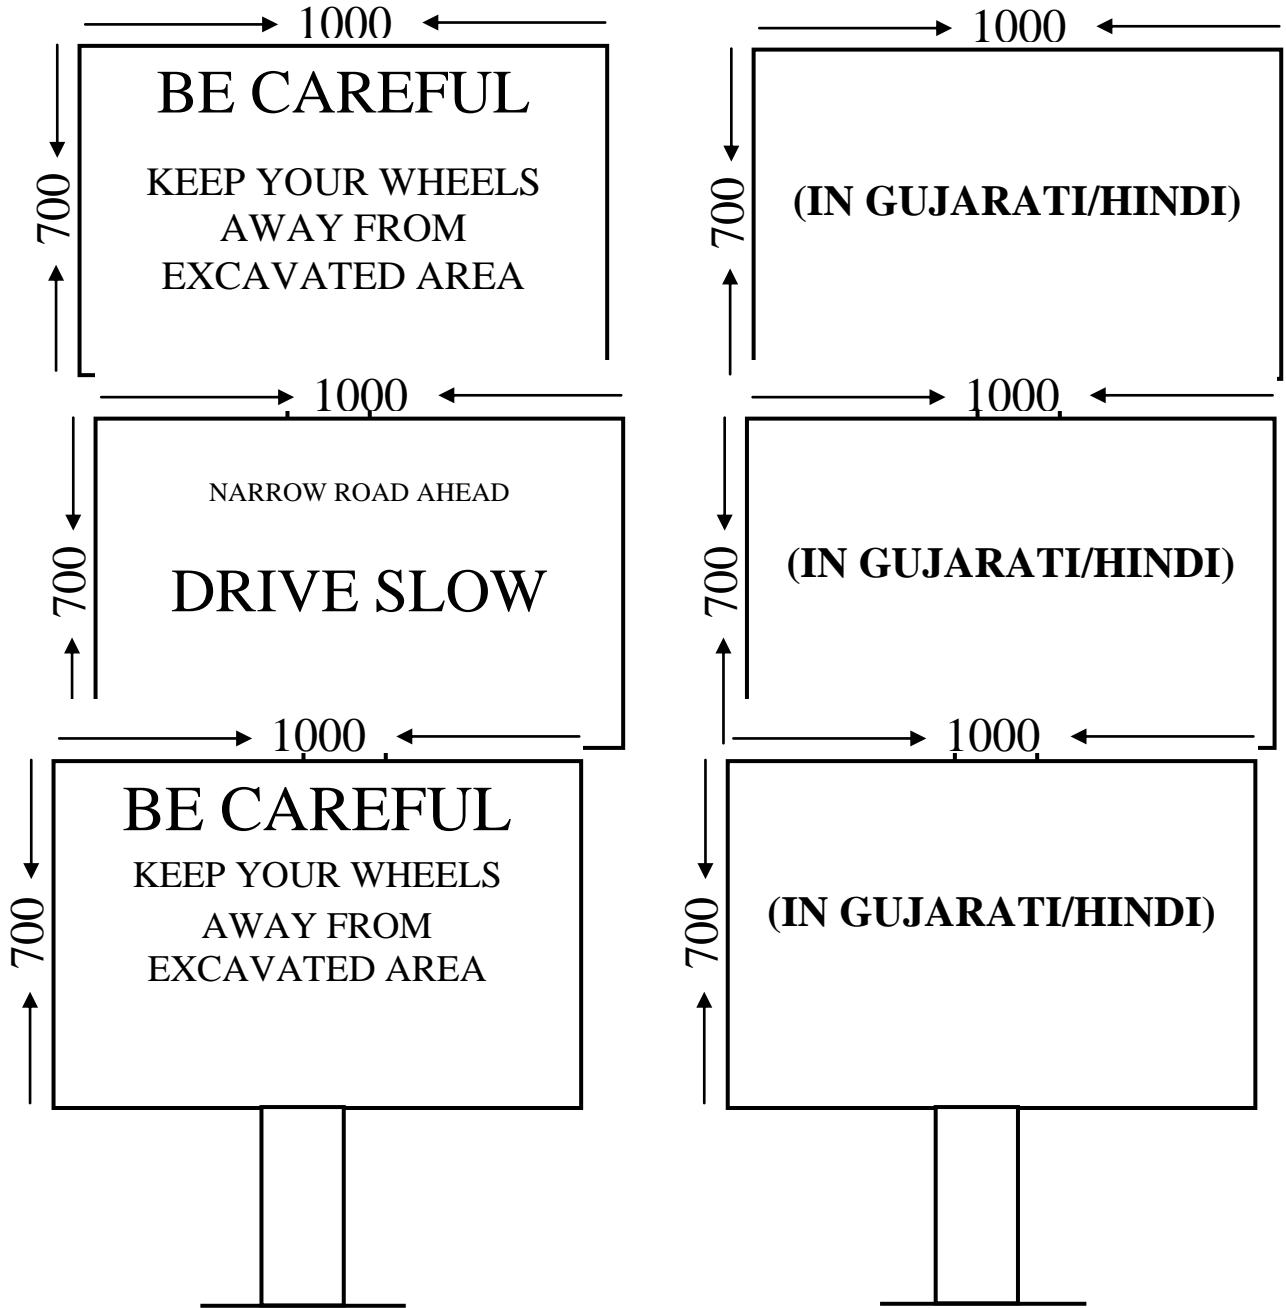 1000
1000
BE CAREFUL
KEEP YOUR WHEELS
AWAY FROM
EXCAVATED AREA
700
700
(IN GUJARATI/HINDI)
1000
1000
NARROW ROAD AHEAD
DRIVE SLOW
700
700
(IN GUJARATI/HINDI)
1000
1000
BE CAREFUL
KEEP YOUR WHEELS
AWAY FROM
EXCAVATED AREA
700
700
(IN GUJARATI/HINDI)